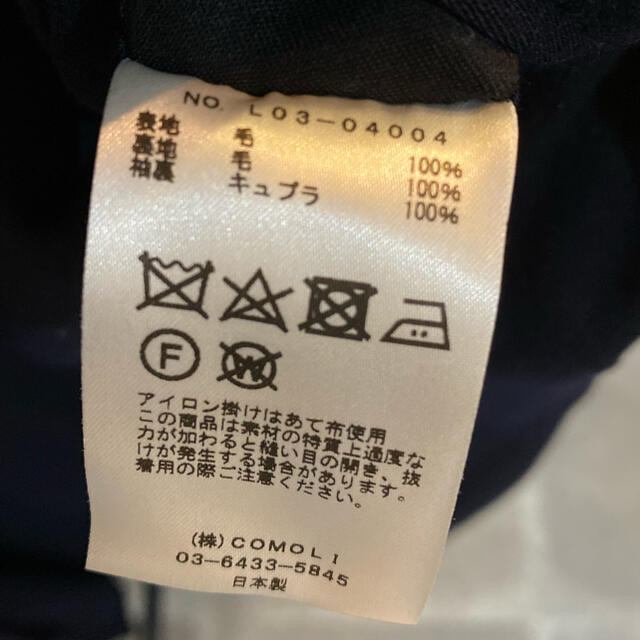 NO. L03-04004
表地 毛 100%
裏地 毛 100%
袖裏 キュプラ 100%
F
W
アイロン掛けはあて布使用
この商品は素材の特質上過度な
力が加わると縫い目の開き、抜
けが発生する場合があります。
着用の際ご注意ください。
(株)COMOLI
03-6433-5845
日本製